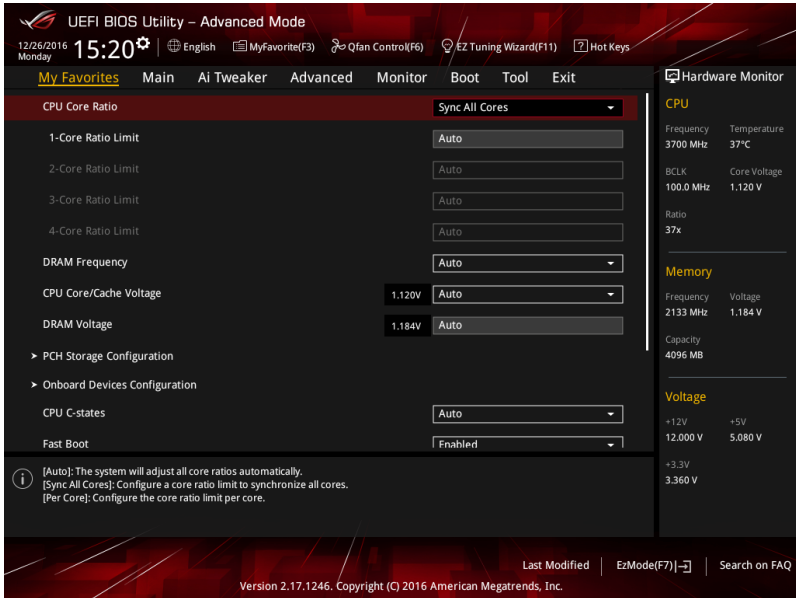 UEFI BIOS Utility – Advanced Mode
12/26/2016 Monday 15:20 English MyFavorite(F3) Qfan Control(F6) EZ Tuning Wizard(F11) ? Hot Keys
My Favorites Main Ai Tweaker Advanced Monitor Boot Tool Exit
CPU Core Ratio Sync All Cores
1-Core Ratio Limit Auto
2-Core Ratio Limit Auto
3-Core Ratio Limit Auto
4-Core Ratio Limit Auto
DRAM Frequency Auto
CPU Core/Cache Voltage 1.120V Auto
DRAM Voltage 1.184V Auto
PCH Storage Configuration
Onboard Devices Configuration
CPU C-states Auto
Fast Boot Enabled
[Auto]: The system will adjust all core ratios automatically.
[Sync All Cores]: Configure a core ratio limit to synchronize all cores.
[Per Core]: Configure the core ratio limit per core.
Hardware Monitor
CPU
Frequency Temperature
3700 MHz 37°C
BCLK Core Voltage
100.0 MHz 1.120 V
Ratio
37x
Memory
Frequency Voltage
2133 MHz 1.184 V
Capacity
4096 MB
Voltage
+12V +5V
12.000 V 5.080 V
+3.3V
3.360 V
Last Modified EzMode(F7) Search on FAQ
Version 2.17.1246. Copyright (C) 2016 American Megatrends, Inc.